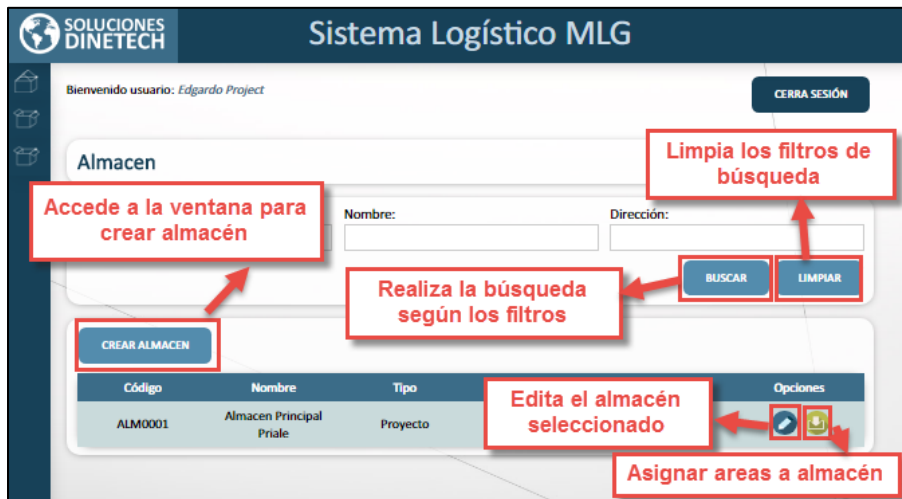 SOLUCIONES
DINETECH
Sistema Logístico MLG
Bienvenido usuario: Edgardo Project
CERRA SESIÓN
Almacen
Limpia los filtros de
búsqueda
Accede a la ventana para
crear almacén
Nombre:
Dirección:
BUSCAR
LIMPIAR
Realiza la búsqueda
según los filtros
CREAR ALMACEN
Código
Nombre
Tipo
Opciones
Edita el almacén
seleccionado
ALM0001
Almacen Principal
Priale
Proyecto
Asignar areas a almacén